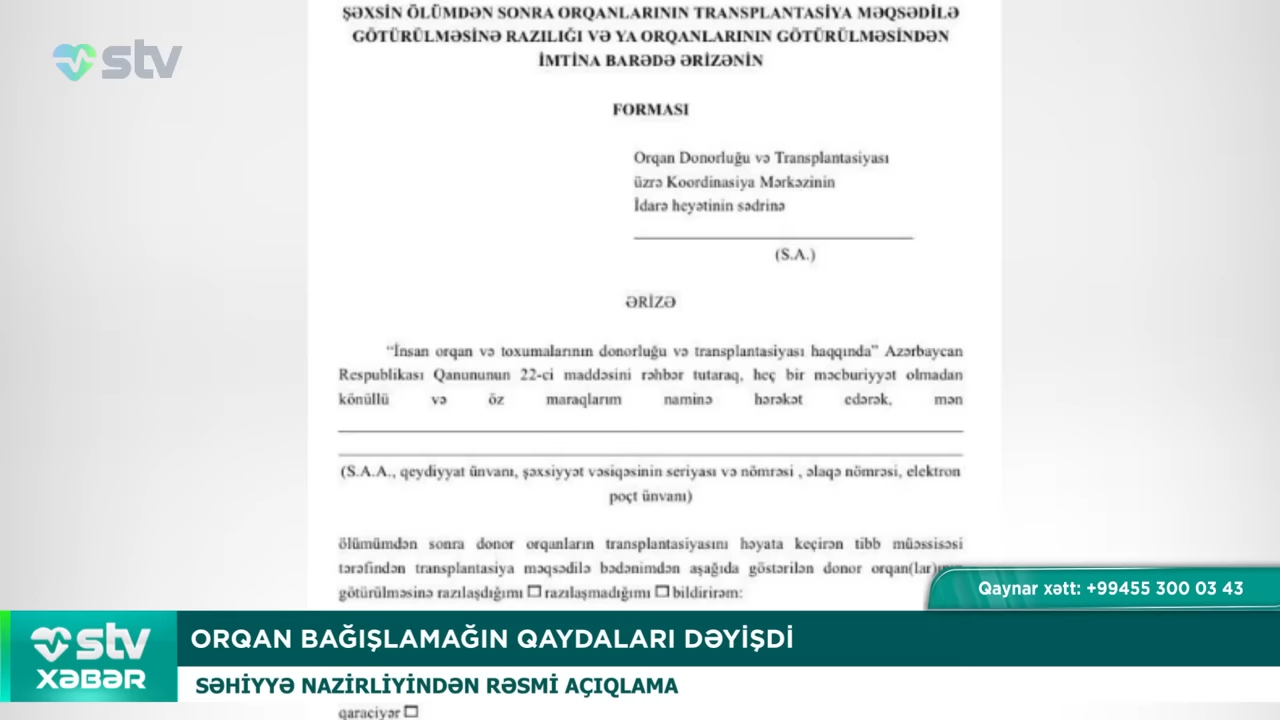 ŞƏXSİN ÖLÜMDƏN SONRA ORQANLARININ TRANSPLANTASİYA MƏQSƏDİLƏ
GÖTÜRÜLMƏSİNƏ RAZILIĞI VƏ YA ORQANLARININ GÖTÜRÜLMƏSİNDƏN
İMTİNA BARƏDƏ ƏRİZƏNİN
stv
FORMASI
Orqan Donorluğu və Transplantasiyası
üzrə Koordinasiya Mərkəzinin
İdarə heyətinin sədrinə
(S.A.)
ƏRİZƏ
“İnsan orqan və toxumalarının donorluğu və transplantasiyası haqqında” Azərbaycan
Respublikası Qanununun 22-ci maddəsini rəhbər tutaraq, heç bir məcburiyyət olmadan
könüllü və öz maraqlarım naminə hərəkət edərək, mən
(S.A.A., qeydiyyat ünvanı, şəxsiyyət vəsiqəsinin seriyası və nömrəsi , əlaqə nömrəsi, elektron
poçt ünvanı)
ölümümdən sonra donor orqanların transplantasiyasını həyata keçirən tibb müəssisəsi
tərəfindən transplantasiya məqsədilə bədənimdən aşağıda göstərilən donor
götürülməsinə razılaşdığımı razılaşmadığımı bildirirəm:
Qaynar xətt: +99455 300 03 43
stv
XƏBƏR
ORQAN BAĞIŞLAMAĞIN QAYDALARI DƏYİŞDİ
SƏHİYYƏ NAZİRLİYİNDƏN RƏSMİ AÇIQLAMA
qaraciyər